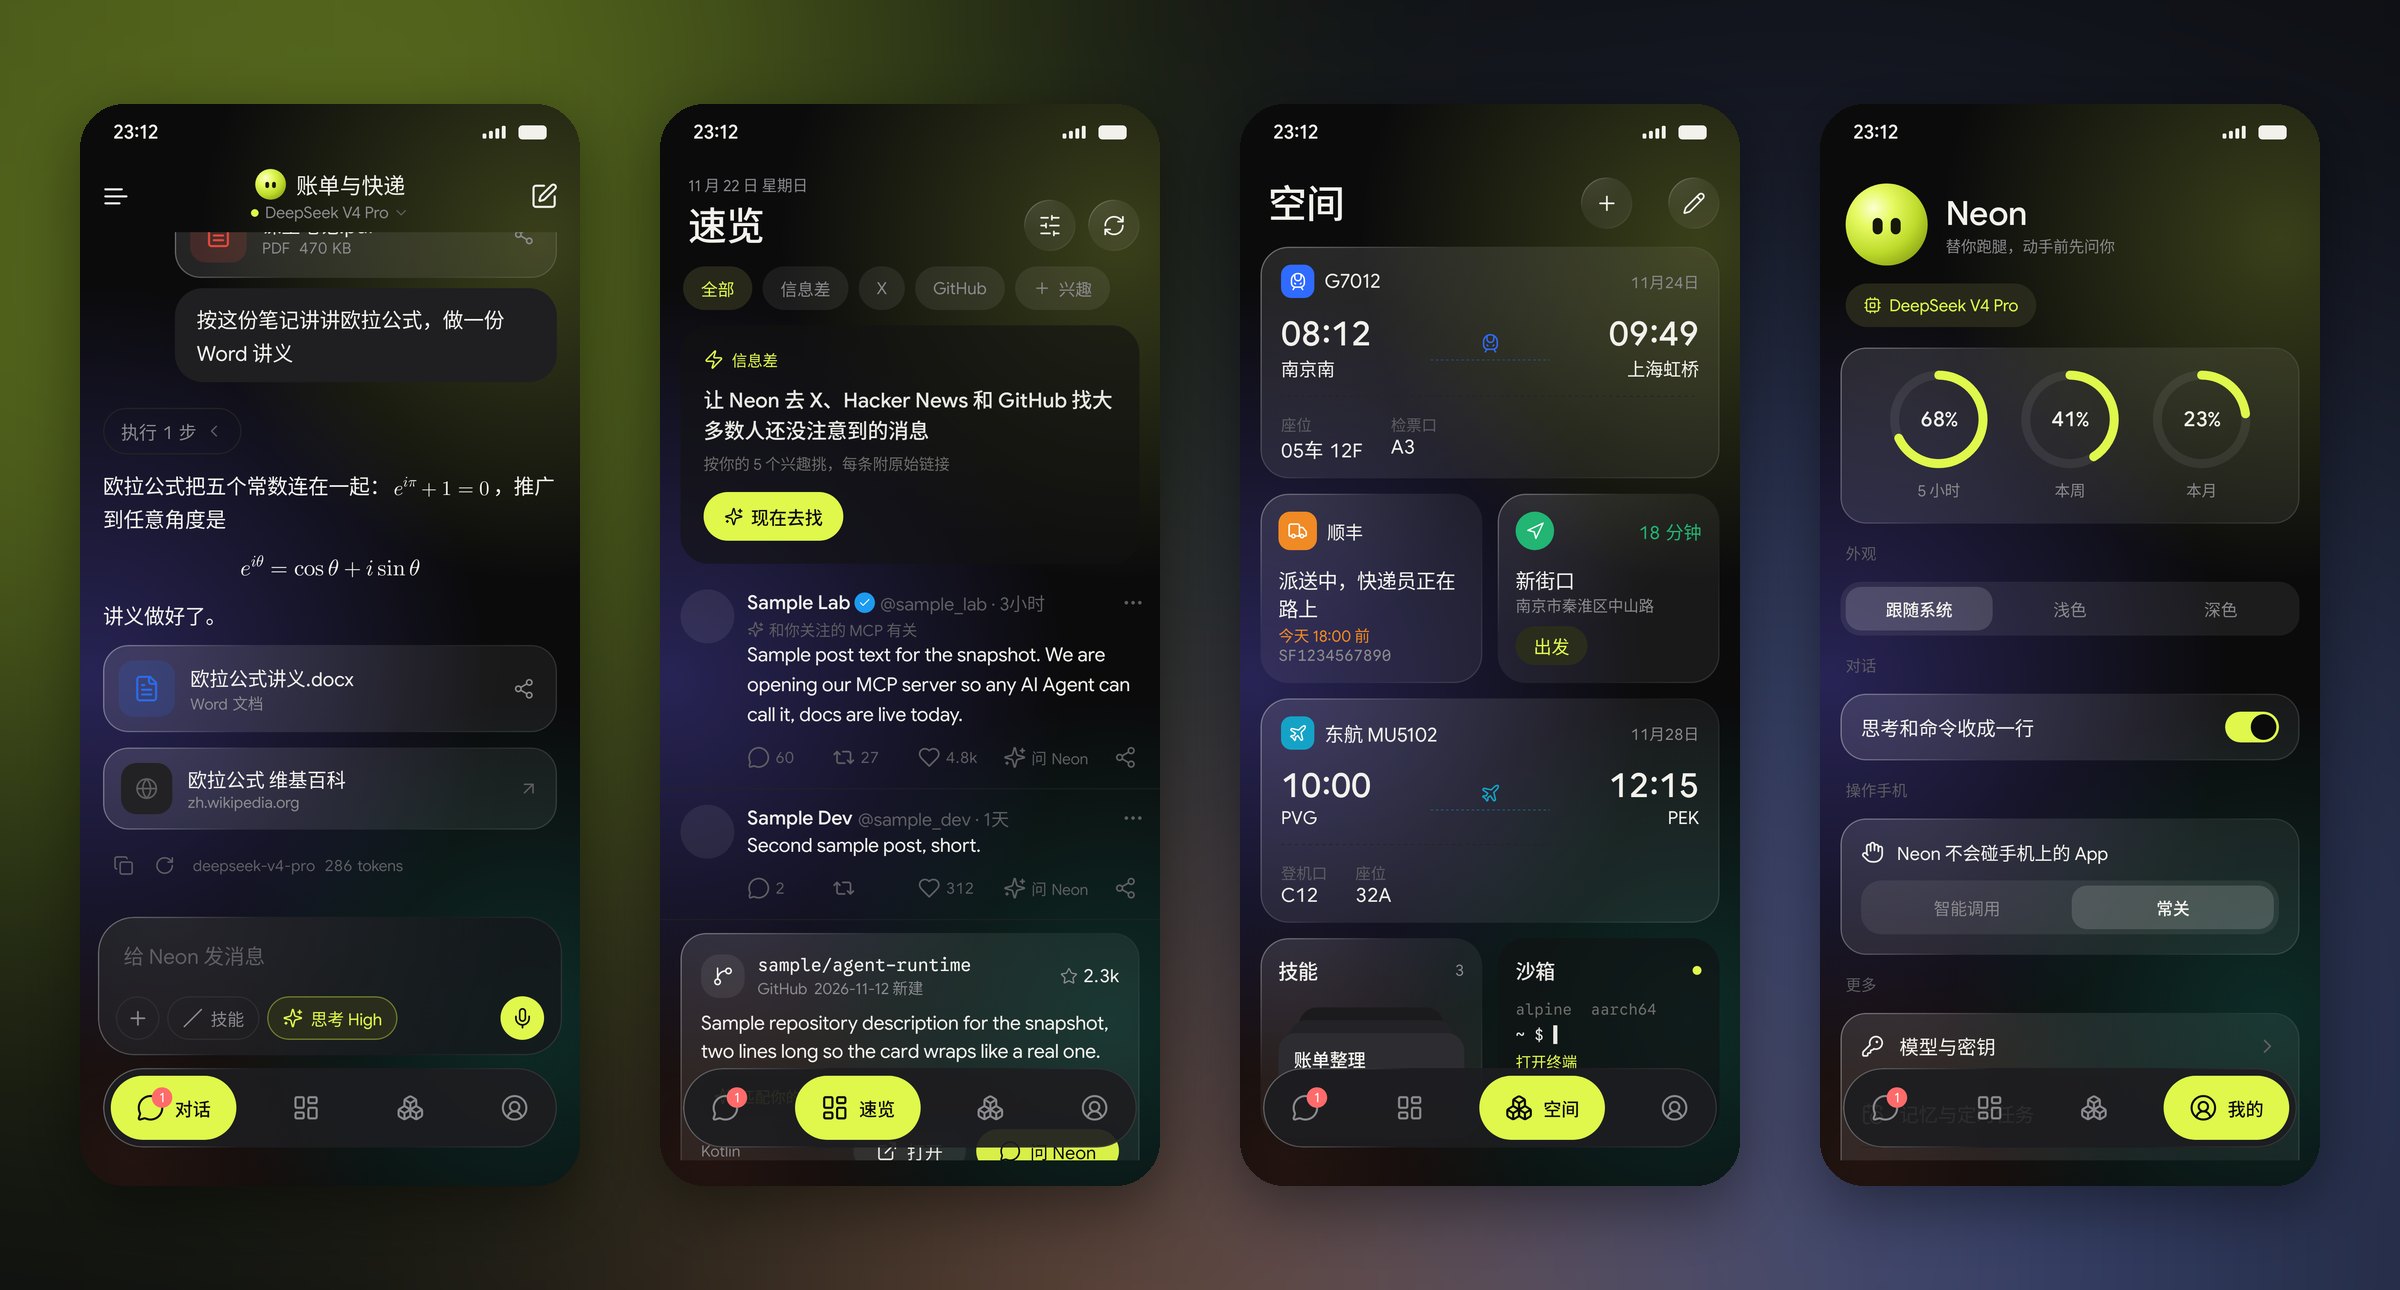 23:12
账单与快递
DeepSeek V4 Pro
PDF 470 KB
按这份笔记讲讲欧拉公式，做一份
Word 讲义
执行 1 步
欧拉公式把五个常数连在一起： e^{iπ} + 1 = 0 ，推广
到任意角度是
e^{iθ} = cos θ + i sin θ
讲义做好了。
欧拉公式讲义.docx
Word 文档
欧拉公式 维基百科
zh.wikipedia.org
deepseek-v4-pro 286 tokens
给 Neon 发消息
技能
思考 High
1
对话
23:12
11 月 22 日 星期日
速览
全部
信息差
X
GitHub
兴趣
信息差
让 Neon 去 X、Hacker News 和 GitHub 找大
多数人还没注意到的消息
按你的 5 个兴趣挑，每条附原始链接
现在去找
Sample Lab @sample_lab · 3小时
和你关注的 MCP 有关
Sample post text for the snapshot. We are
opening our MCP server so any AI Agent can
call it, docs are live today.
60 27 4.8k 问 Neon
Sample Dev @sample_dev · 1天
Second sample post, short.
2 312 问 Neon
sample/agent-runtime
GitHub 2026-11-12 新建
2.3k
Sample repository description for the snapshot,
two lines long so the card wraps like a real one.
1
速览
Kotlin
打开
问 Neon
23:12
空间
G7012
11月24日
08:12
09:49
南京南
上海虹桥
座位
检票口
05车 12F
A3
顺丰
派送中，快递员正在
路上
今天 18:00 前
SF1234567890
18 分钟
新街口
南京市秦淮区中山路
出发
东航 MU5102
11月28日
10:00
12:15
PVG
PEK
登机口
座位
C12
32A
技能
3
账单整理
沙箱
alpine aarch64
~ $
打开终端
1
空间
23:12
Neon
替你跑腿，动手前先问你
DeepSeek V4 Pro
68%
41%
23%
5 小时
本周
本月
外观
跟随系统
浅色
深色
对话
思考和命令收成一行
操作手机
Neon 不会碰手机上的 App
智能调用
常关
更多
模型与密钥
1
我的